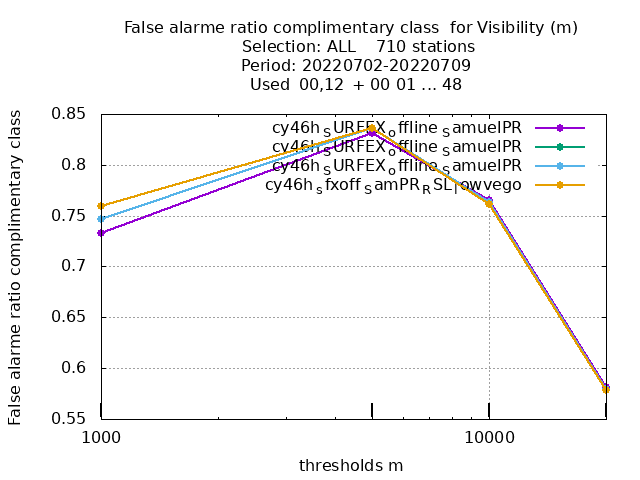 False alarme ratio complimentary class  for Visibility (m)
Selection: ALL    710 stations
Period: 20220702-20220709
Used  00,12  + 00 01 ... 48
False alarme ratio complimentary class
0.85
0.8
0.75
0.7
0.65
0.6
0.55
cy46h_SURFEX_offline_SamuelPR
cy46h_SURFEX_offline_SamuelPR
cy46h_SURFEX_offline_SamuelPR
cy46h_sfxoff_SamPR_RSL_lowvego
1000
10000
thresholds m